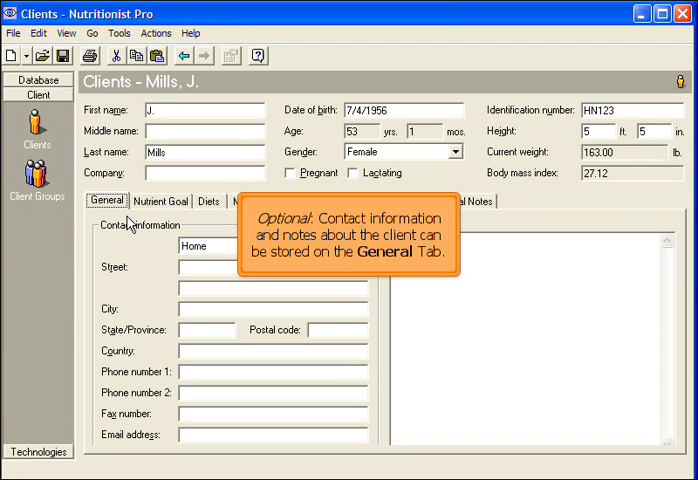 Clients - Nutritionist Pro
File Edit View Go Tools Actions Help
Database
Client
Clients
Client Groups
Technologies
Clients - Mills, J.
First name: J. Date of birth: 7/4/1956 Identification number: HN123
Middle name: Age: 53 yrs. 1 mos. Height: 5 ft. 5 in.
Last name: Mills Gender: Female Current weight: 163.00 lb.
Company: Pregnant Lactating Body mass index: 27.12
General Nutrient Goal Diets Notes
Optional: Contact information
and notes about the client can
be stored on the General Tab.
Contact information
Home
Street:
City:
State/Province: Postal code:
Country:
Phone number 1:
Phone number 2:
Fax number:
Email address: